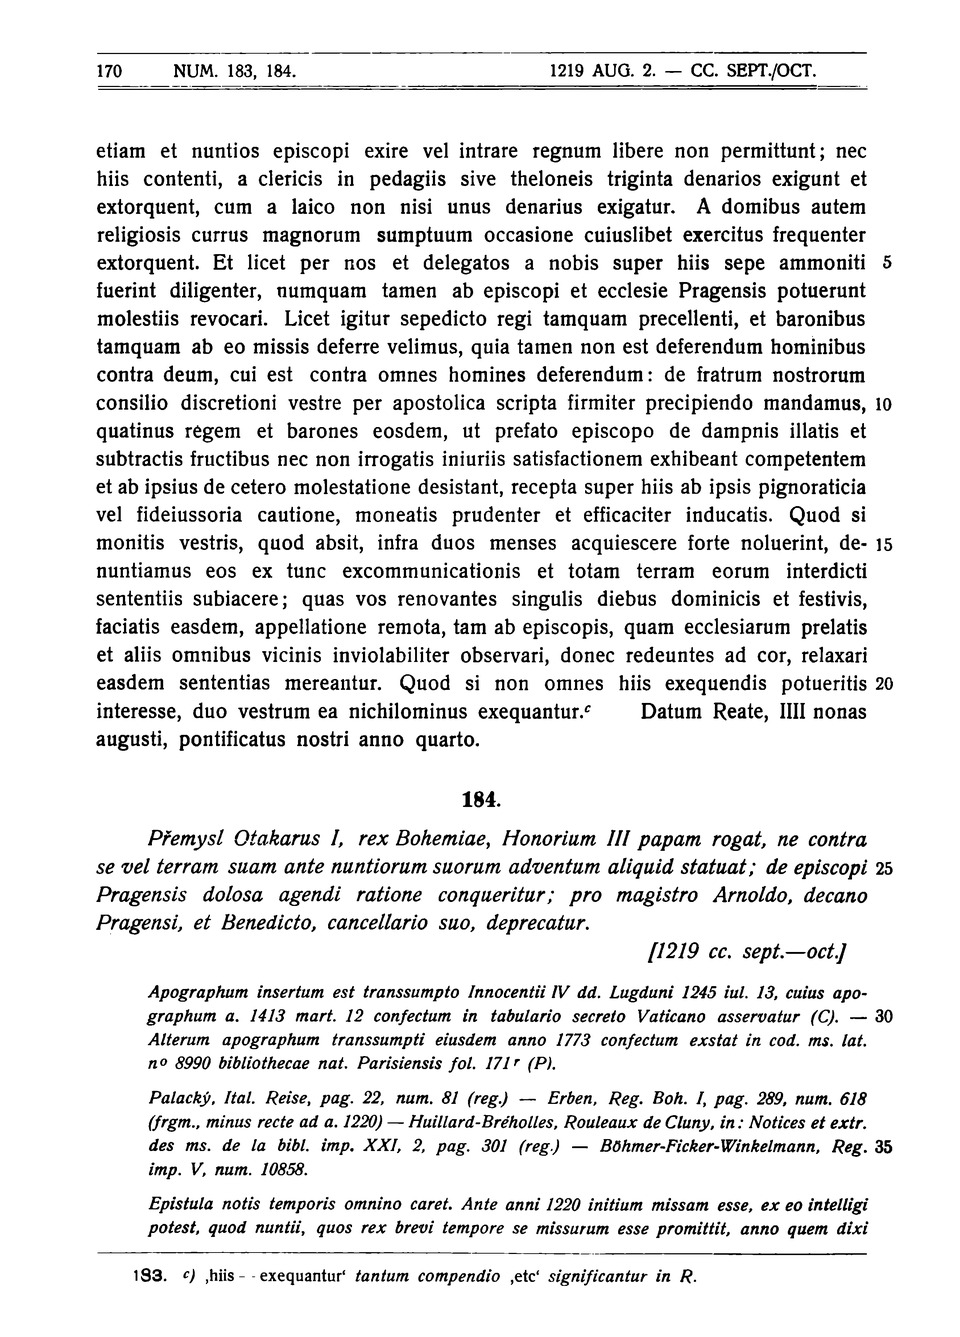 170 NUM. 183, 184. 1219 AUG. 2. — CC. SEPT./OCT.
etiam et nuntios episcopi exire vel intrare regnum libere non permittunt; nec
hiis contenti, a clericis in pedagiis sive theloneis triginta denarios exigunt et
extorquent, cum a laico non nisi unus denarius exigatur. A domibus autem
religiosis currus magnorum sumptuum occasione cuiuslibet exercitus frequenter
extorquent. Et licet per nos et delegatos a nobis super hiis sepe ammoniti 5
fuerint diligenter, numquam tamen ab episcopi et ecclesie Pragensis potuerunt
molestiis revocari. Licet igitur sepedicto regi tamquam precellenti, et baronibus
tamquam ab eo missis deferre velimus, quia tamen non est deferendum hominibus
contra deum, cui est contra omnes homines deferendum: de fratrum nostrorum
consilio discretioni vestre per apostolica scripta firmiter precipiendo mandamus, 10
quatinus regem et barones eosdem, ut prefato episcopo de dampnis illatis et
subtractis fructibus nec non irrogatis iniuriis satisfactionem exhibeant competentem
et ab ipsius de cetero molestatione desistant, recepta super hiis ab ipsis pignoraticia
vel fideiussoria cautione, moneatis prudenter et efficaciter inducatis. Quod si
monitis vestris, quod absit, infra duos menses acquiescere forte noluerint, de- 15
nuntiamus eos ex tunc excommunicationis et totam terram eorum interdicti
sententiis subiacere; quas vos renovantes singulis diebus dominicis et festivis,
faciatis easdem, appellatione remota, tam ab episcopis, quam ecclesiarum prelatis
et aliis omnibus vicinis inviolabiliter observari, donec redeuntes ad cor, relaxari
easdem sententias mereantur. Quod si non omnes hiis exequendis potueritis 20
interesse, duo vestrum ea nichilominus exequantur.c Datum Reate, IIII nonas
augusti, pontificatus nostri anno quarto.
184.
Přemysl Otakarus I, rex Bohemiae, Honorium III papam rogat, ne contra
se vel terram suam ante nuntiorum suorum adventum aliquid statuat; de episcopi 25
Pragensis dolosa agendi ratione conqueritur; pro magistro Arnoldo, decano
Pragensi, et Benedicto, cancellario suo, deprecatur.
[1219 cc. sept.—oct.]
Apographum insertum est transsumpto Innocentii IV dd. Lugduni 1245 iul. 13, cuius apo-
graphum a. 1413 mart. 12 confectum in tabulario secreto Vaticano asservatur (C). — 30
Alterum apographum transsumpti eiusdem anno 1773 confectum exstat in cod. ms. lat.
no 8990 bibliothecae nat. Parisiensis fol. 171r (P).
Palacký, Ital. Reise, pag. 22, num. 81 (reg.) — Erben, Reg. Boh. I, pag. 289, num. 618
(frgm., minus recte ad a. 1220) — Huillard-Bréholles, Rouleaux de Cluny, in: Notices et extr.
des ms. de la bibl. imp. XXI, 2, pag. 301 (reg.) — Böhmer-Ficker-Winkelmann, Reg. 35
imp. V, num. 10858.
Epistula notis temporis omnino caret. Ante anni 1220 initium missam esse, ex eo intelligi
potest, quod nuntii, quos rex brevi tempore se missurum esse promittit, anno quem dixi
183. c) ‚hiis - - exequantur‘ tantum compendio ‚etc‘ significantur in R.